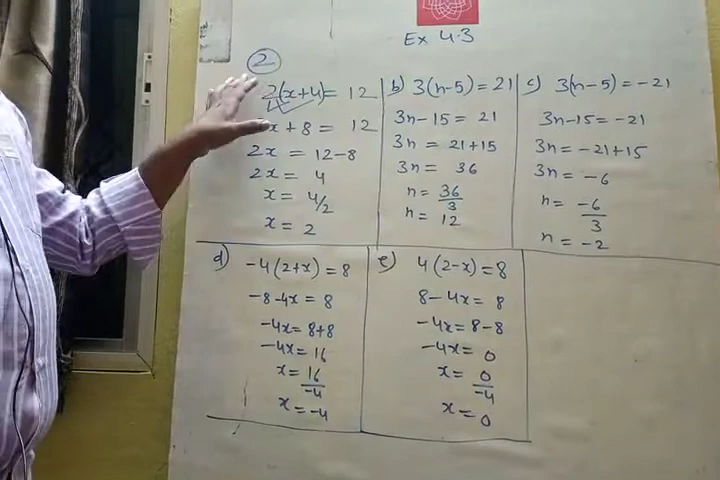 Ex 4.3
2
2(x+4) = 12
x + 8 = 12
2x = 12-8
2x = 4
x = 4/2
x = 2
b) 3(n-5) = 21
3n - 15 = 21
3n = 21+15
3n = 36
n = 36/3
n = 12
c) 3(n-5) = -21
3n-15 = -21
3n = -21+15
3n = -6
n = -6/3
n = -2
d) -4(2+x) = 8
-8-4x = 8
-4x = 8+8
-4x = 16
x = 16/-4
x = -4
e) 4(2-x) = 8
8-4x = 8
-4x = 8-8
-4x = 0
x = 0/-4
x = 0